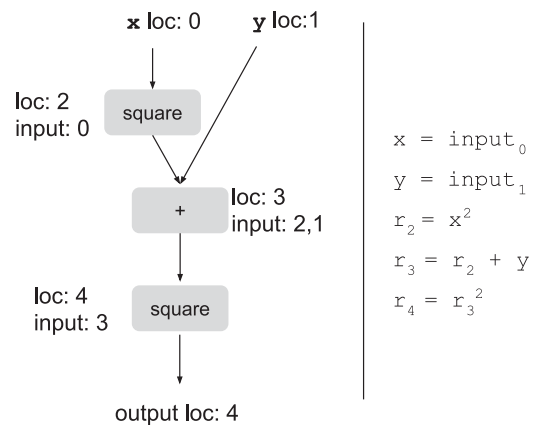 x loc: 0
y loc:1
loc: 2
input: 0
square
+
loc: 3
input: 2,1
loc: 4
input: 3
square
output loc: 4
x = input₀
y = input₁
r₂= x²
r₃ = r₂ + y
r₄ = r₃²